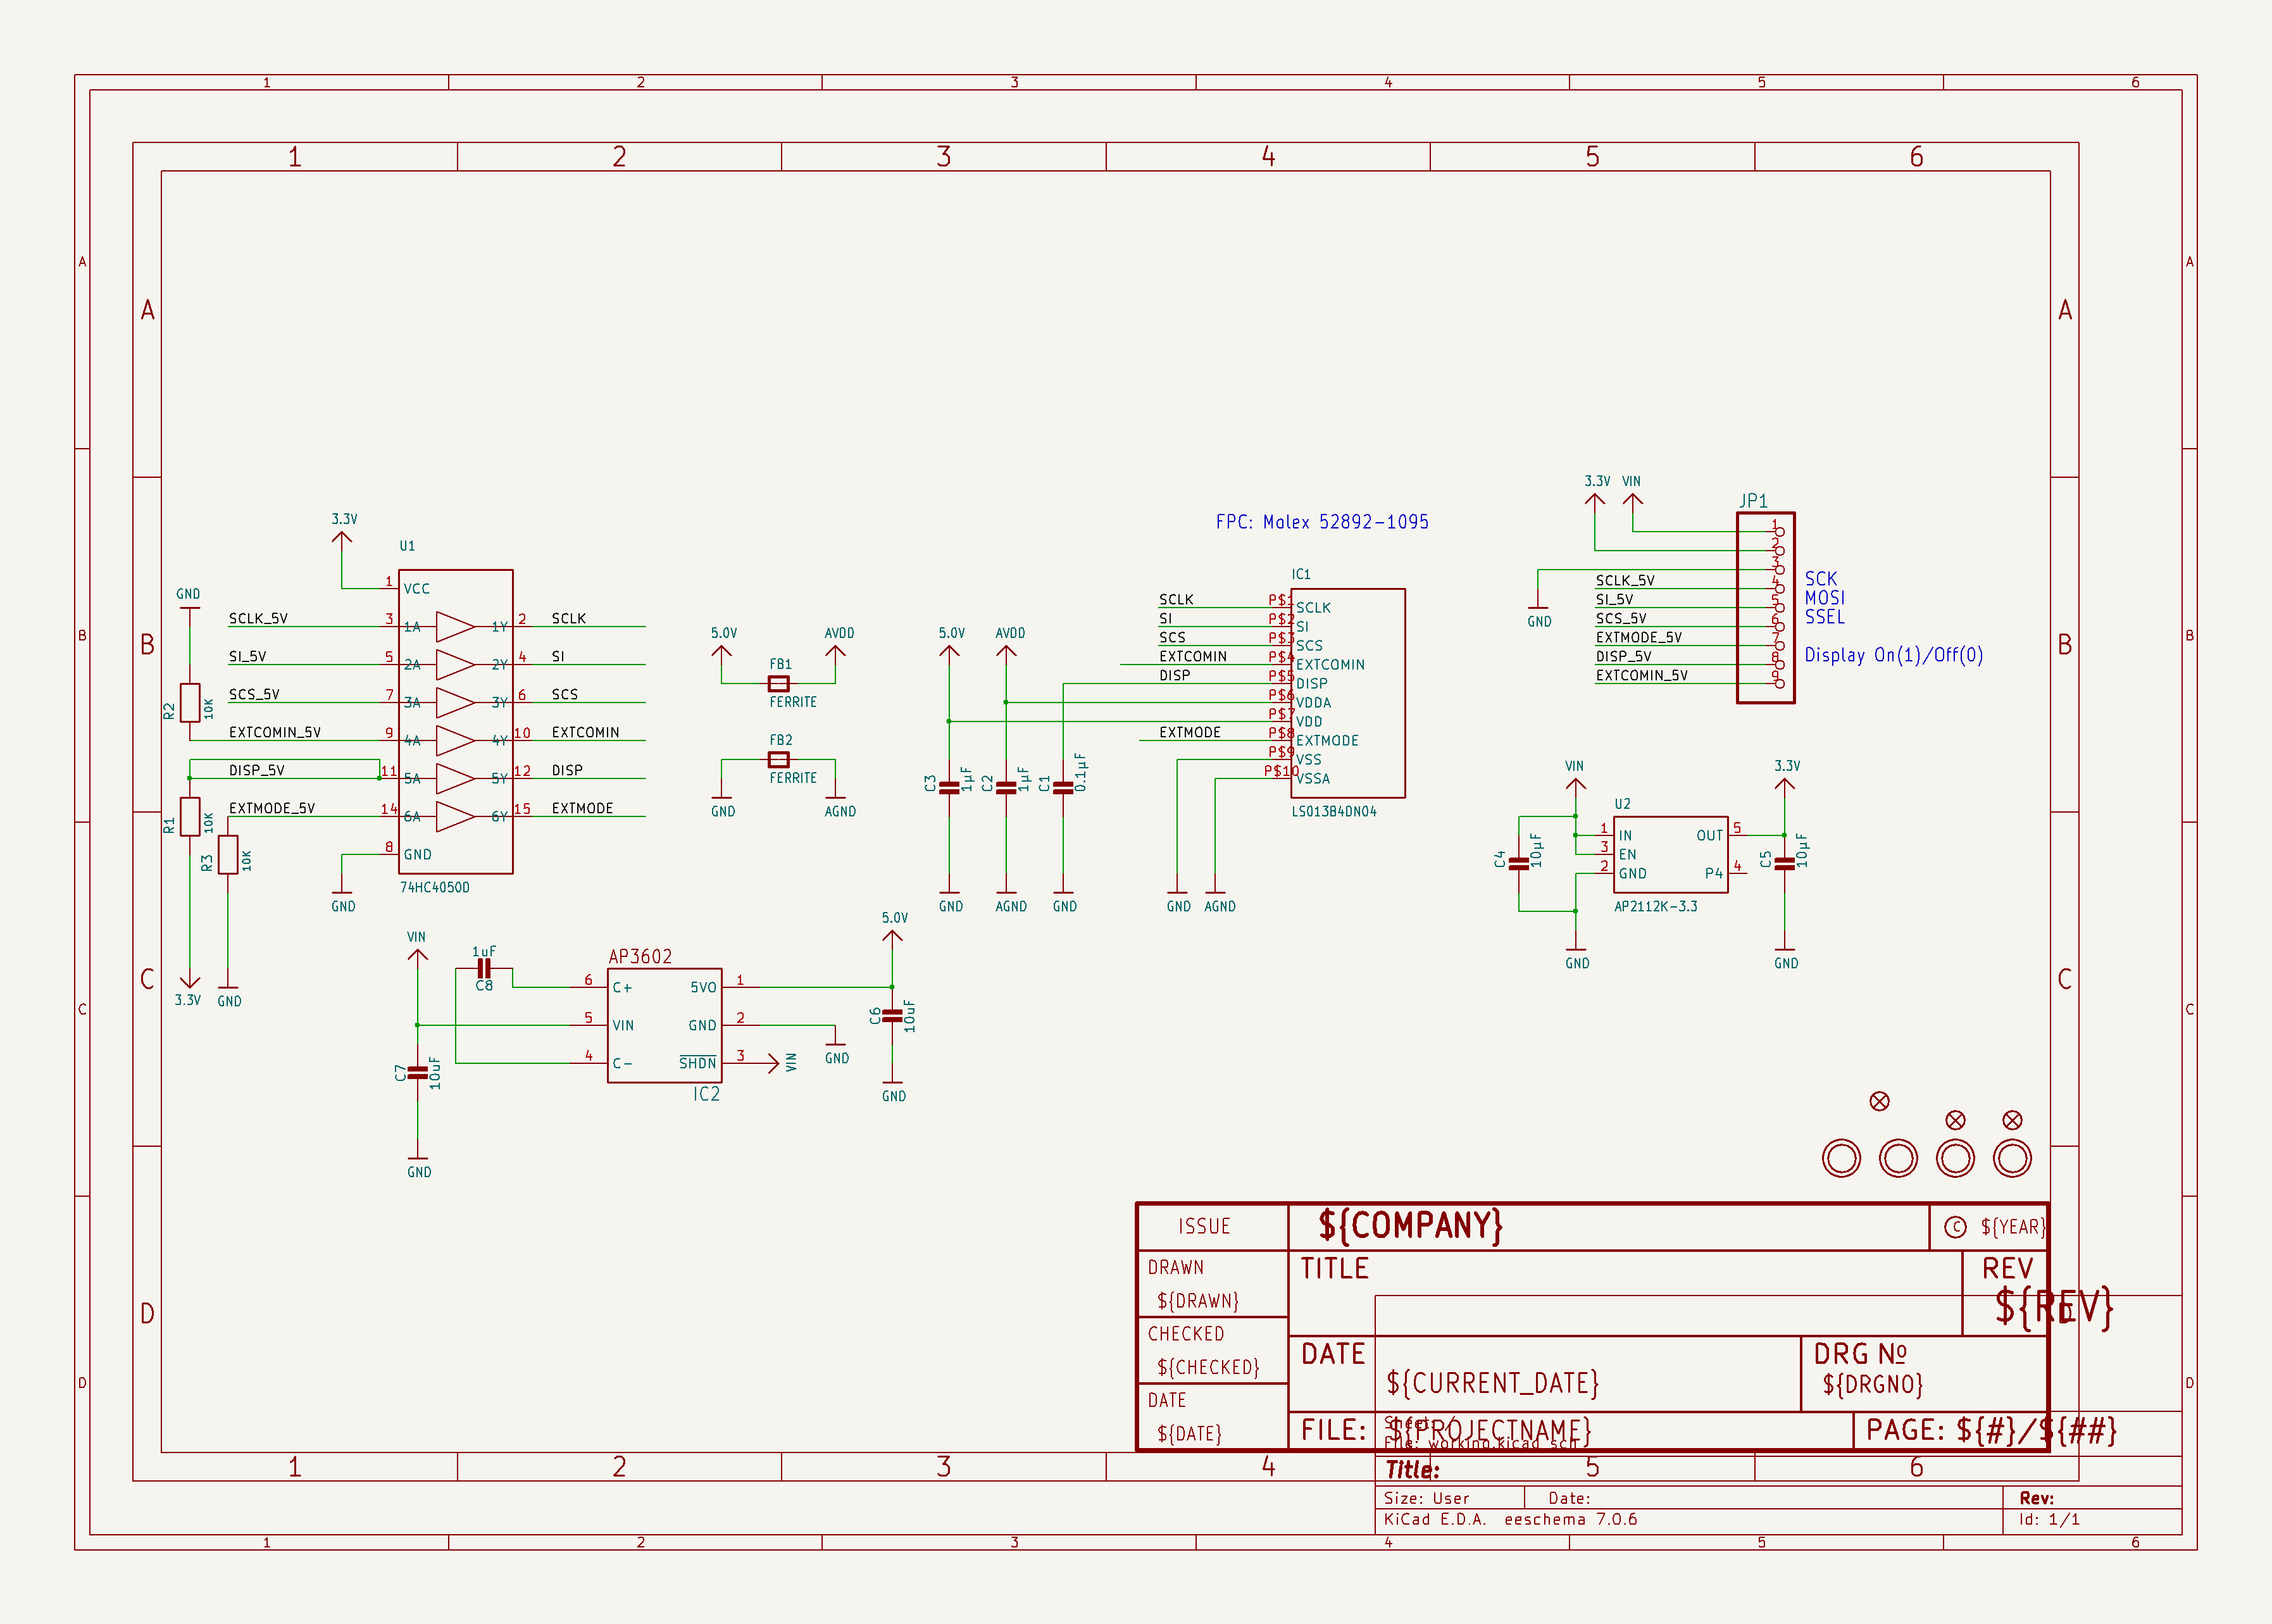 1 2 3 4 5 6
1 2 3 4 5 6
A A
A A
B B
B B
C C
C C
D D
D D
3.3V
U1
1 VCC
GND
SCLK_5V 3 1A 1Y 2 SCLK
SI_5V 5 2A 2Y 4 SI
SCS_5V 7 3A 3Y 6 SCS
EXTCOMIN_5V 9 4A 4Y 10 EXTCOMIN
DISP_5V 11 5A 5Y 12 DISP
EXTMODE_5V 14 6A 6Y 15 EXTMODE
8 GND
74HC4050D
GND
R2 10K
R1 10K
R3 10K
3.3V
GND
5.0V AVDD
FB1
FERRITE
FB2
FERRITE
GND AGND
5.0V AVDD
C3 1µF
C2 1µF
C1 0.1µF
GND AGND GND
FPC: Molex 52892-1095
IC1
SCLK P$1 SCLK
SI P$2 SI
SCS P$3 SCS
EXTCOMIN P$4 EXTCOMIN
DISP P$5 DISP
P$6 VDDA
P$7 VDD
EXTMODE P$8 EXTMODE
P$9 VSS
P$10 VSSA
LS013B4DN04
GND AGND
3.3V VIN
JP1
1
2
3
SCLK_5V 4 SCK
SI_5V 5 MOSI
SCS_5V 6 SSEL
EXTMODE_5V 7
DISP_5V 8 Display On(1)/Off(0)
EXTCOMIN_5V 9
GND
VIN
3.3V
U2
1 IN OUT 5
3 EN
2 GND P4 4
AP2112K-3.3
C4 10µF
C5 10µF
GND
GND
VIN
1uF
C8
AP3602
6 C+ 5VO 1
5 VIN GND 2
4 C- SHDN 3
IC2
VIN
5.0V
C6 10uF
GND
GND
C7 10uF
GND
ISSUE ${COMPANY} C ${YEAR}
DRAWN TITLE REV
${DRAWN} ${REV}
CHECKED DATE DRG Nº
${CHECKED} ${CURRENT_DATE} ${DRGNO}
DATE
${DATE} FILE: ${PROJECTNAME} PAGE: ${#}/${##}
Sheet: /
File: working.kicad_sch
Title:
Size: User Date: Rev:
KiCad E.D.A. eeschema 7.0.6 Id: 1/1
1 2 3 4 5 6
1 2 3 4 5 6